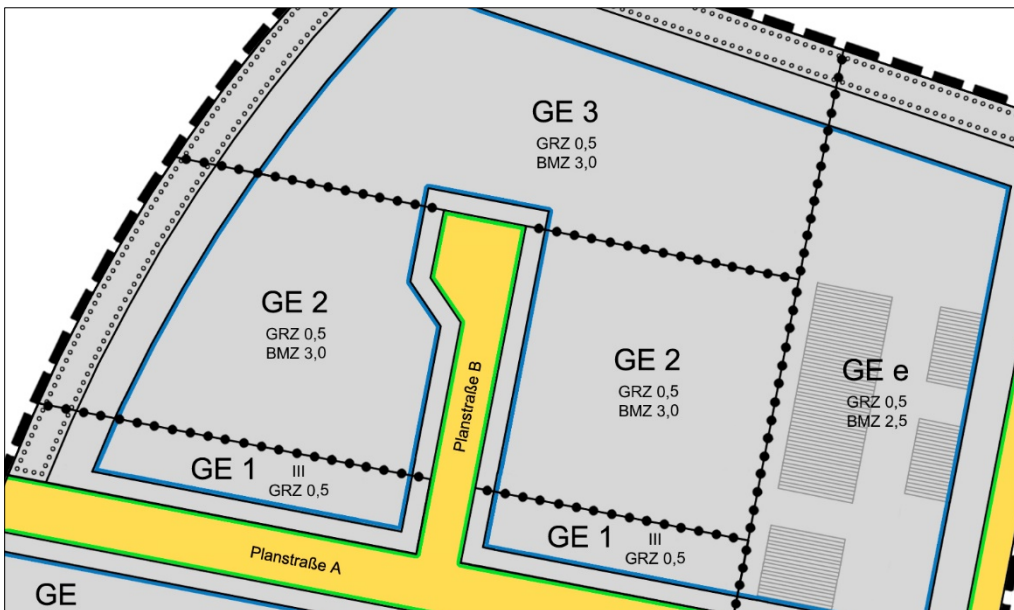 GE 3
GRZ 0,5
BMZ 3,0
GE 2
GRZ 0,5
BMZ 3,0
Planstraße B
GE 2
GRZ 0,5
BMZ 3,0
GE e
GRZ 0,5
BMZ 2,5
GE 1
III
GRZ 0,5
GE 1
III
GRZ 0,5
Planstraße A
GE